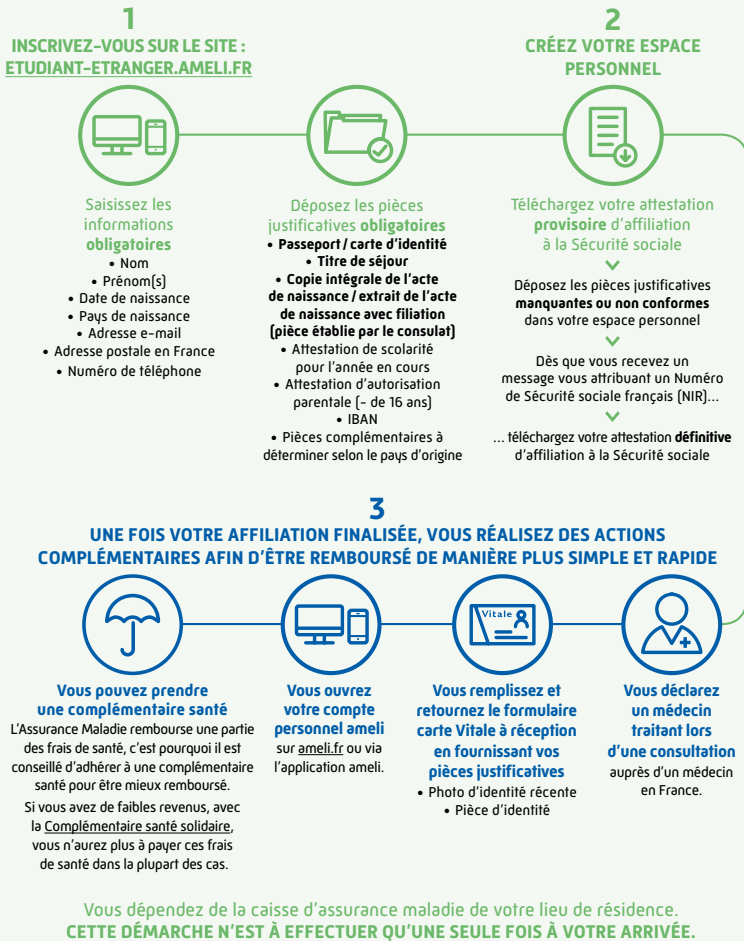 1
INSCRIVEZ-VOUS SUR LE SITE :
ETUDIANT-ETRANGER.AMELI.FR
Saisissez les
informations
obligatoires
• Nom
• Prénom(s)
• Date de naissance
• Pays de naissance
• Adresse e-mail
• Adresse postale en France
• Numéro de téléphone
Déposez les pièces
justificatives obligatoires
• Passeport / carte d'identité
• Titre de séjour
• Copie intégrale de l'acte
de naissance / extrait de l'acte
de naissance avec filiation
(pièce établie par le consulat)
• Attestation de scolarité
pour l'année en cours
• Attestation d'autorisation
parentale (- de 16 ans)
• IBAN
• Pièces complémentaires à
déterminer selon le pays d'origine
2
CRÉEZ VOTRE ESPACE
PERSONNEL
Téléchargez votre attestation
provisoire d'affiliation
à la Sécurité sociale
Déposez les pièces justificatives
manquantes ou non conformes
dans votre espace personnel
Dès que vous recevez un
message vous attribuant un Numéro
de Sécurité sociale français (NIR)...
... téléchargez votre attestation définitive
d'affiliation à la Sécurité sociale
3
UNE FOIS VOTRE AFFILIATION FINALISÉE, VOUS RÉALISEZ DES ACTIONS
COMPLÉMENTAIRES AFIN D'ÊTRE REMBOURSÉ DE MANIÈRE PLUS SIMPLE ET RAPIDE
Vous pouvez prendre
une complémentaire santé
L'Assurance Maladie rembourse une partie
des frais de santé, c'est pourquoi il est
conseillé d'adhérer à une complémentaire
santé pour être mieux remboursé.
Si vous avez de faibles revenus, avec
la Complémentaire santé solidaire,
vous n'aurez plus à payer ces frais
de santé dans la plupart des cas.
Vous ouvrez
votre compte
personnel ameli
sur ameli.fr ou via
l'application ameli.
Vitale
Vous remplissez et
retournez le formulaire
carte Vitale à réception
en fournissant vos
pièces justificatives
• Photo d'identité récente
• Pièce d'identité
Vous déclarez
un médecin
traitant lors
d'une consultation
auprès d'un médecin
en France.
Vous dépendez de la caisse d'assurance maladie de votre lieu de résidence.
CETTE DÉMARCHE N'EST À EFFECTUER QU'UNE SEULE FOIS À VOTRE ARRIVÉE.